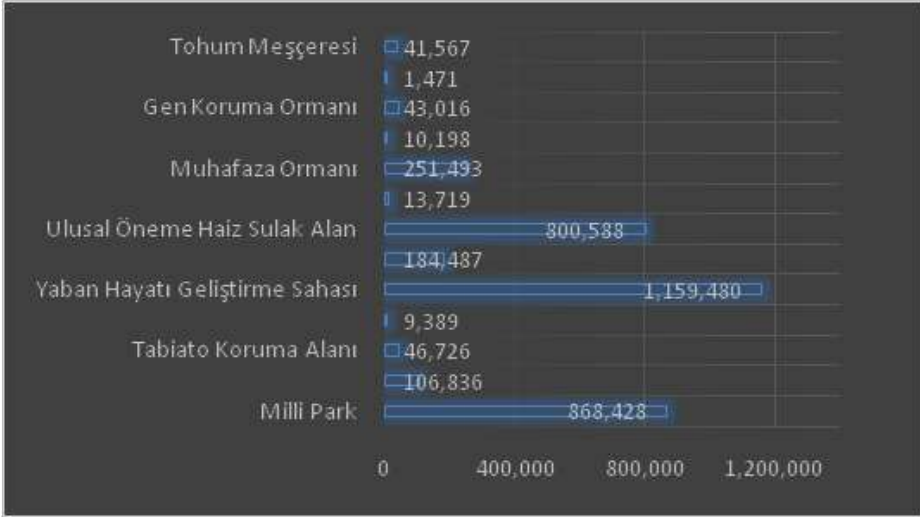 Tohum Meşçeresi 41,567
1,471
Gen Koruma Ormanı 43,016
10,198
Muhafaza Ormanı 251,493
13,719
Ulusal Öneme Haiz Sulak Alan 800,588
184,487
Yaban Hayatı Geliştirme Sahası 1,159,480
9,389
Tabiato Koruma Alanı 46,726
106,836
Milli Park 868,428
0 400,000 800,000 1,200,000